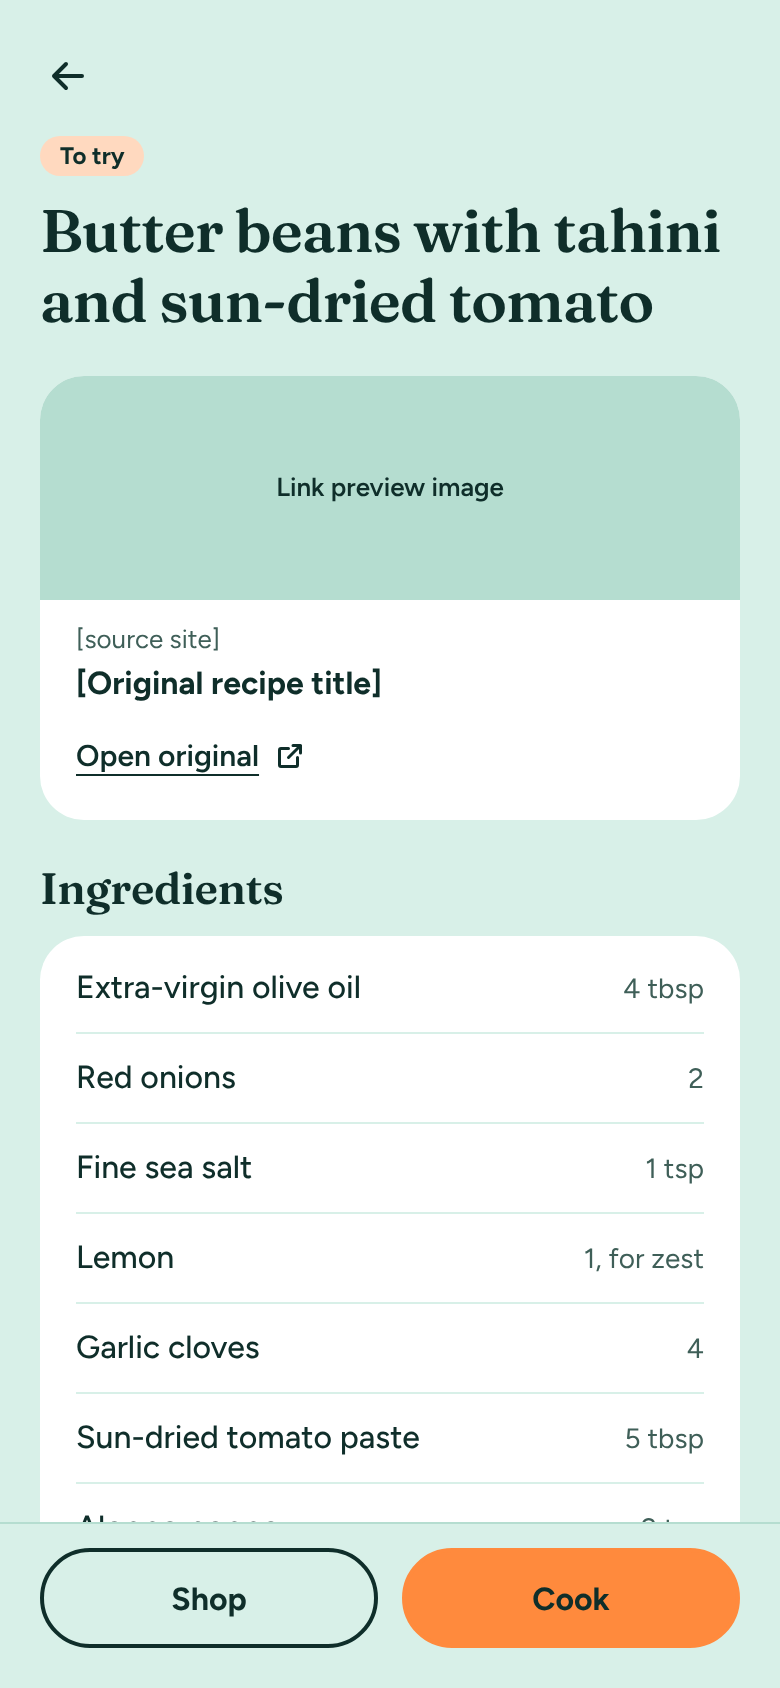 To try
Butter beans with tahini
and sun-dried tomato
Link preview image
[source site]
[Original recipe title]
Open original
Ingredients
Extra-virgin olive oil 4 tbsp
Red onions 2
Fine sea salt 1 tsp
Lemon 1, for zest
Garlic cloves 4
Sun-dried tomato paste 5 tbsp
Shop Cook